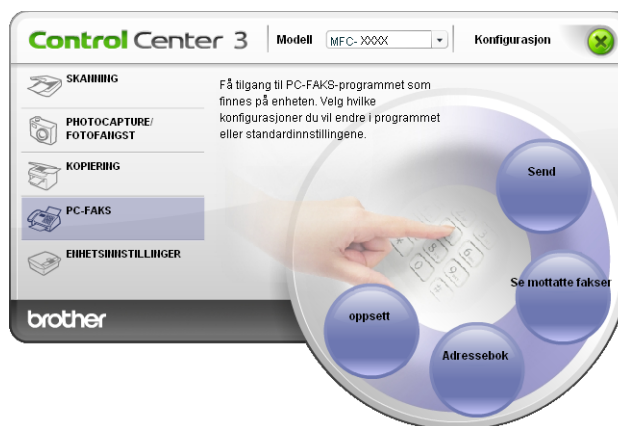 Control Center 3
Modell
MFC- XXXX
Konfigurasjon
SKANNING
PHOTOCAPTURE/
FOTOFANGST
KOPIERING
PC-FAKS
ENHETSINNSTILLINGER
Få tilgang til PC-FAKS-programmet som
finnes på enheten. Velg hvilke
konfigurasjoner du vil endre i programmet
eller standardinnstillingene.
Send
Se mottatte fakser
Adressebok
oppsett
brother